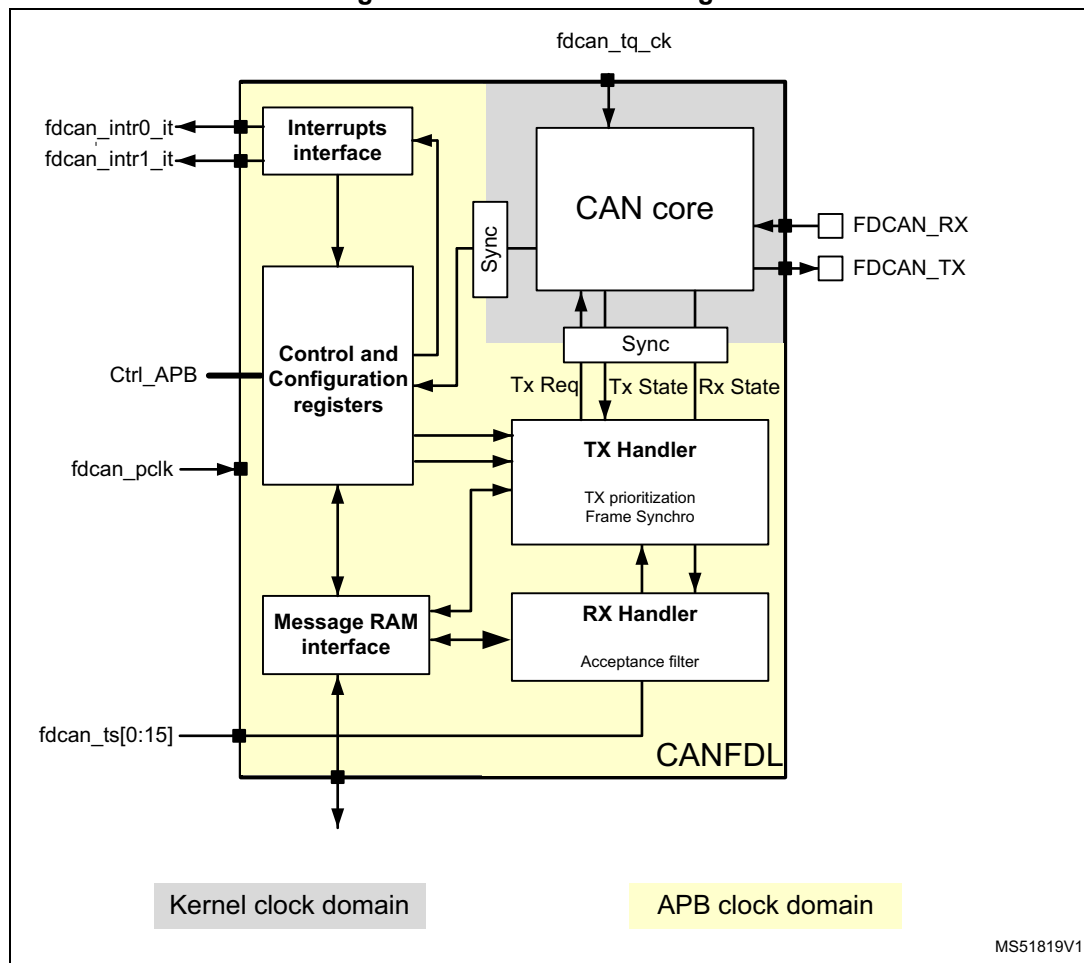 fdcan_tq_ck
fdcan_intr0_it
fdcan_intr1_it
Interrupts
interface
CAN core
Sync
FDCAN_RX
FDCAN_TX
Sync
Control and
Configuration
registers
Ctrl_APB
Tx Req
Tx State
Rx State
fdcan_pclk
TX Handler
TX prioritization
Frame Synchro
Message RAM
interface
RX Handler
Acceptance filter
fdcan_ts[0:15]
CANFDL
Kernel clock domain
APB clock domain
MS51819V1